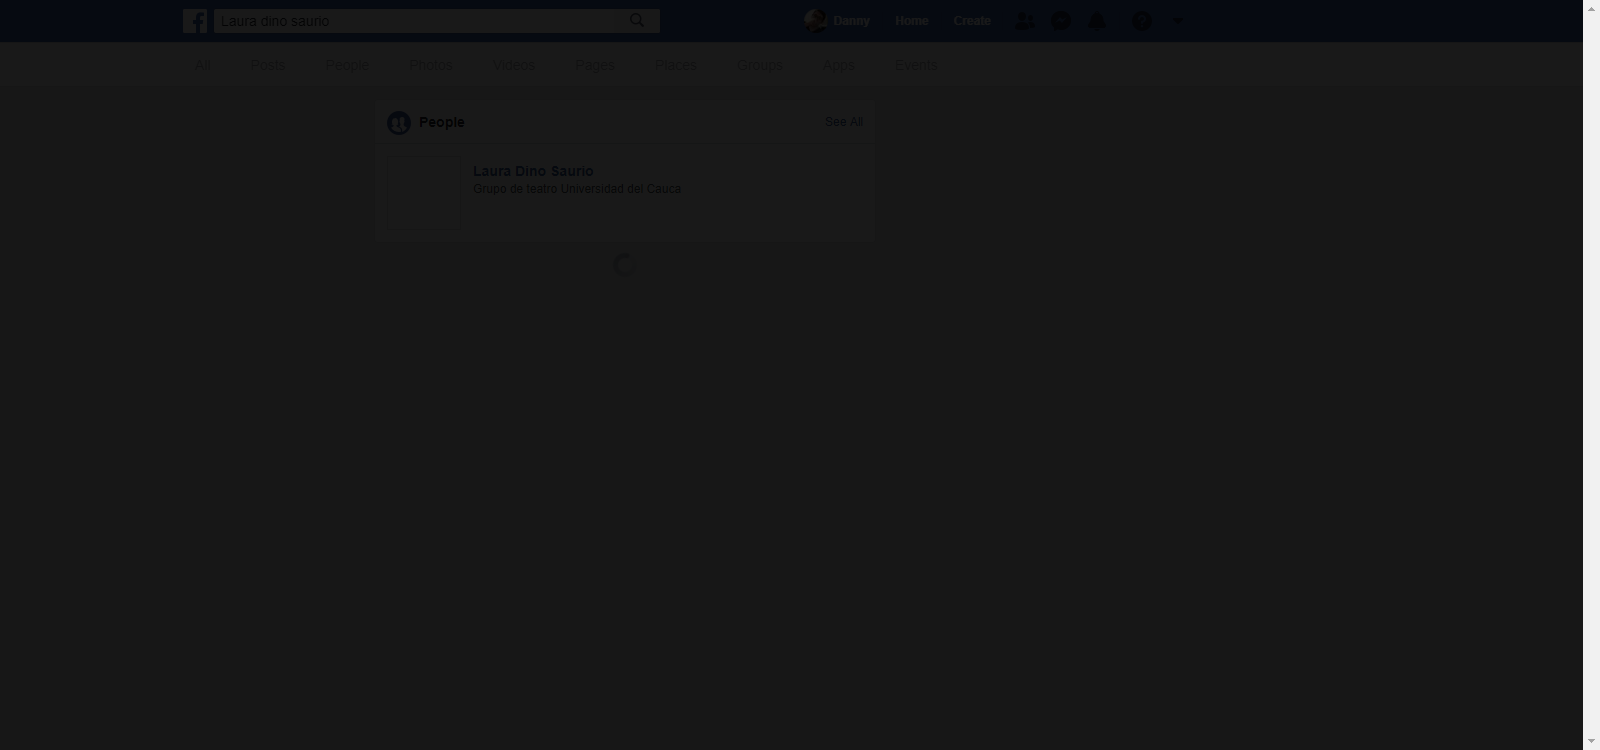 Laura dino saurio
Danny
Home
Create
All
Posts
People
Photos
Videos
Pages
Places
Groups
Apps
Events
People
See All
Laura Dino Saurio
Grupo de teatro Universidad del Cauca